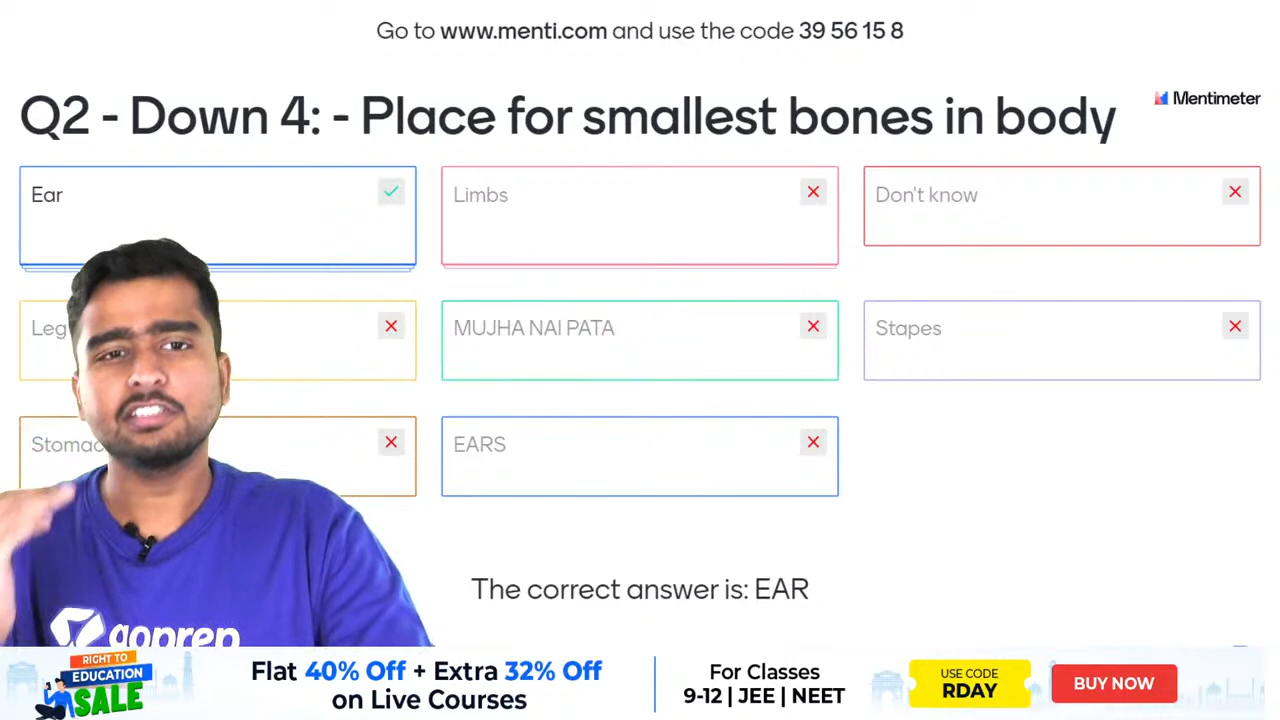 Go to www.menti.com and use the code 39 56 15 8
Q2 - Down 4: - Place for smallest bones in body
Mentimeter
Ear
Limbs
Don't know
Leg
MUJHA NAI PATA
Stapes
Stomac
EARS
The correct answer is: EAR
goprep
RIGHT TO
EDUCATION
SALE
Flat 40% Off + Extra 32% Off
on Live Courses
For Classes
9-12 | JEE | NEET
USE CODE
RDAY
BUY NOW